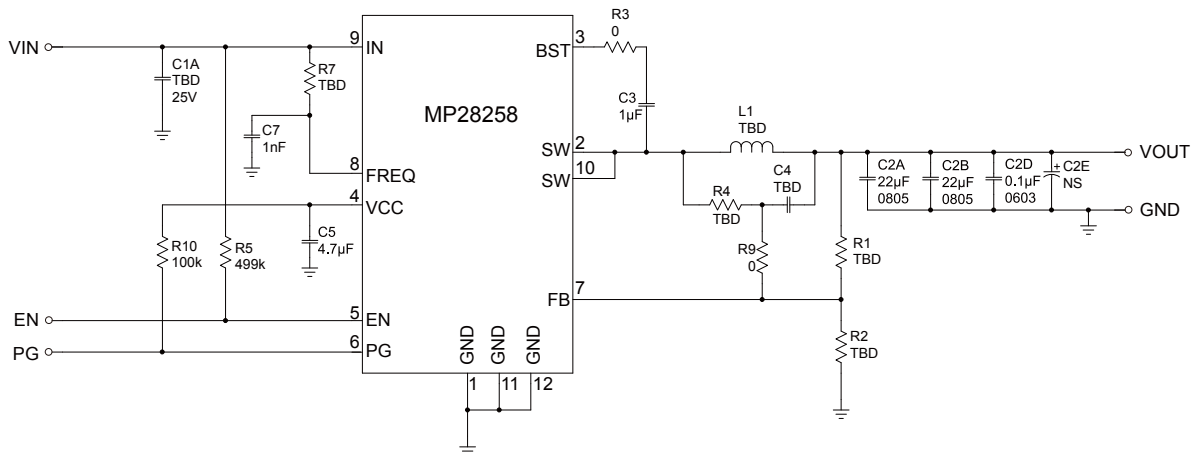 VIN
C1A
TBD
25V
R7
TBD
C7
1nF
R10
100k
R5
499k
C5
4.7µF
EN
PG
9
IN
8
FREQ
4
VCC
5
EN
6
PG
MP28258
3
BST
2
SW
10
SW
7
FB
GND
GND
GND
1
11
12
R3
0
C3
1µF
L1
TBD
R4
TBD
C4
TBD
R9
0
R1
TBD
R2
TBD
C2A
22µF
0805
C2B
22µF
0805
C2D
0.1µF
0603
+
C2E
NS
VOUT
GND